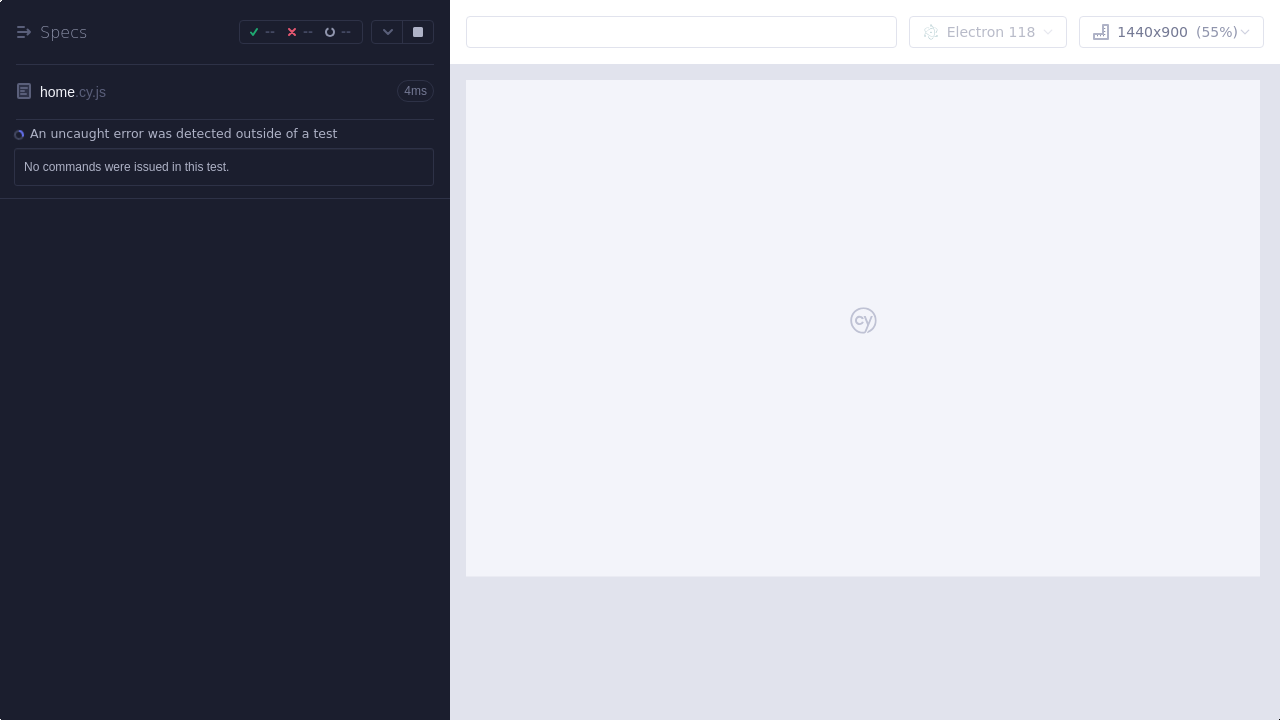 Specs
--
--
--
Electron 118
1440x900 (55%)
home.cy.js
4ms
An uncaught error was detected outside of a test
No commands were issued in this test.
cy